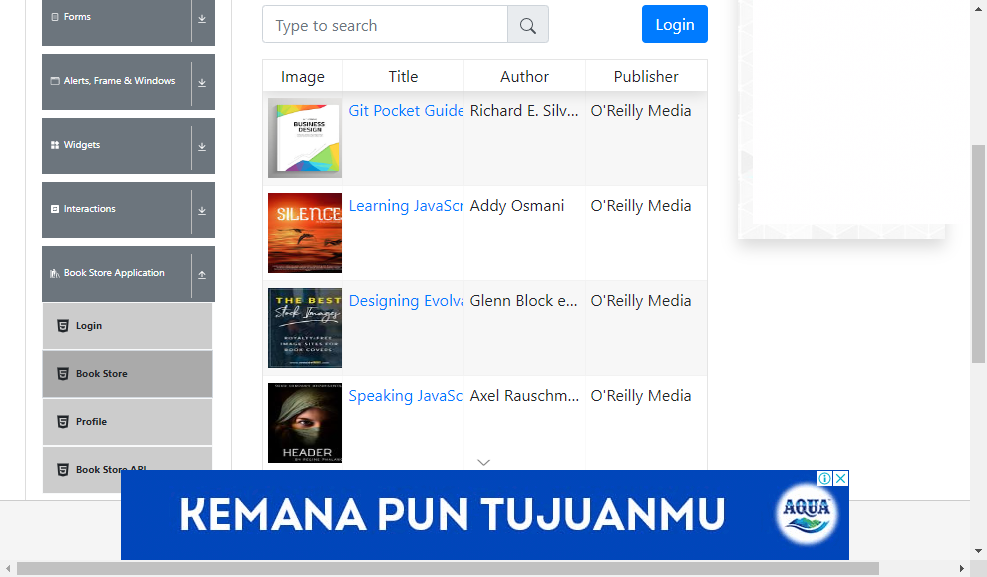 Forms
Alerts, Frame & Windows
Widgets
Interactions
Book Store Application
Login
Book Store
Profile
Book Store API
Type to search
Login
Image Title Author Publisher
BUSINESS
DESIGN
Git Pocket Guide Richard E. Silv... O'Reilly Media
SILENCE
Learning JavaScr Addy Osmani O'Reilly Media
THE BEST
Stock Images
ROYALTY-FREE
IMAGE SITES FOR
BOOK COVERS
Designing Evolva Glenn Block e... O'Reilly Media
HEADER
Speaking JavaSc Axel Rauschm... O'Reilly Media
KEMANA PUN TUJUANMU
AQUA